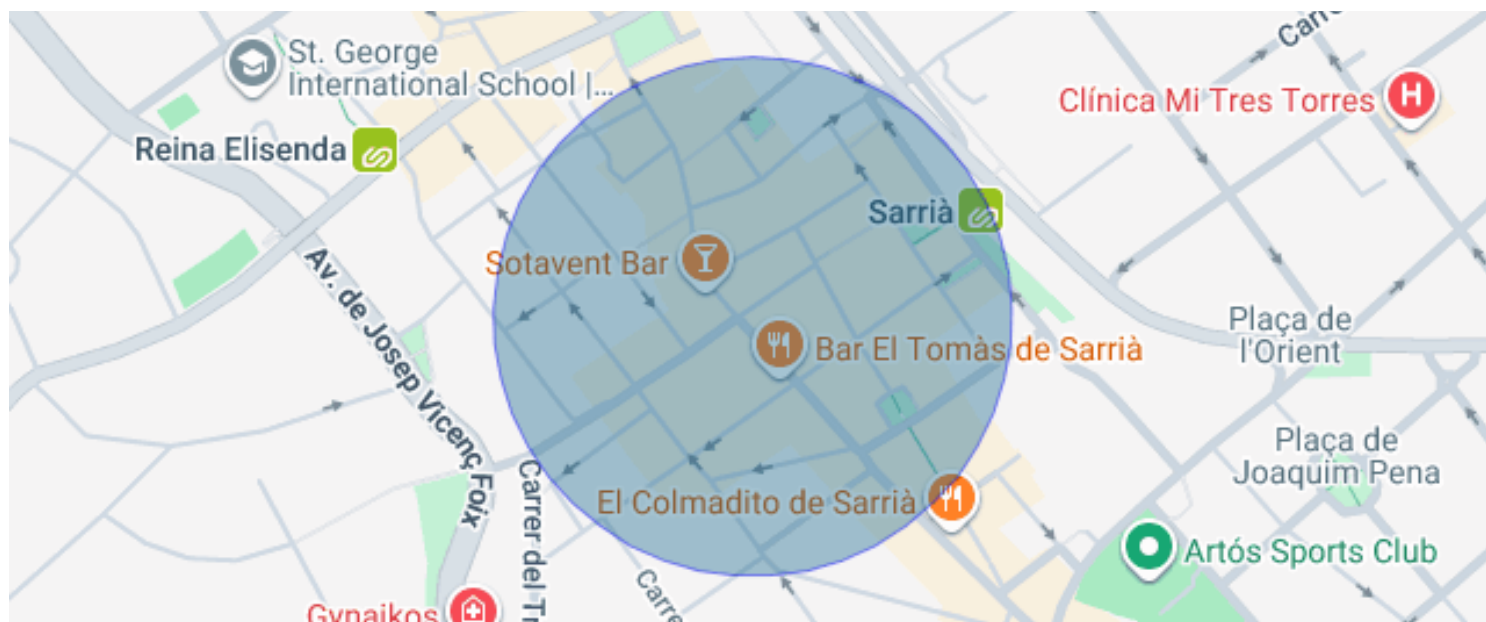 St. George
International School |...
Reina Elisenda
Carre
Clínica Mi Tres Torres
H
Sarrià
Sotavent Bar
Av. de Josep Vicenç Foix
Bar El Tomàs de Sarrià
Plaça de
l'Orient
Plaça de
Joaquim Pena
El Colmadito de Sarrià
Carrer del Tr
Carre
Artós Sports Club
Gynaikos